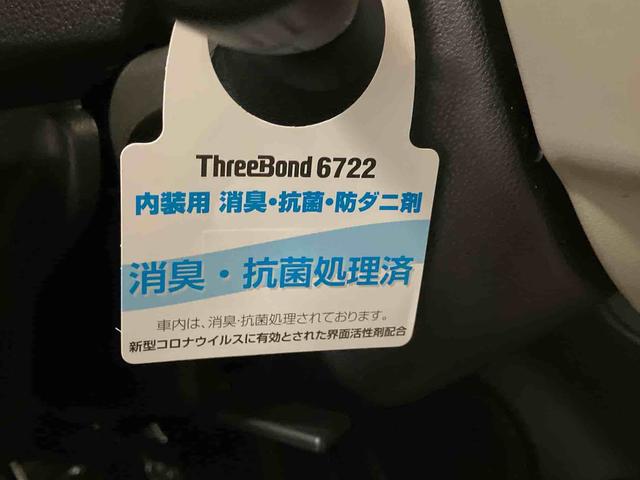 ThreeBond 6722
内装用 消臭・抗菌・防ダニ剤
消臭・抗菌処理済
車内は、消臭・抗菌処理されております。
新型コロナウイルスに有効とされた界面活性剤配合